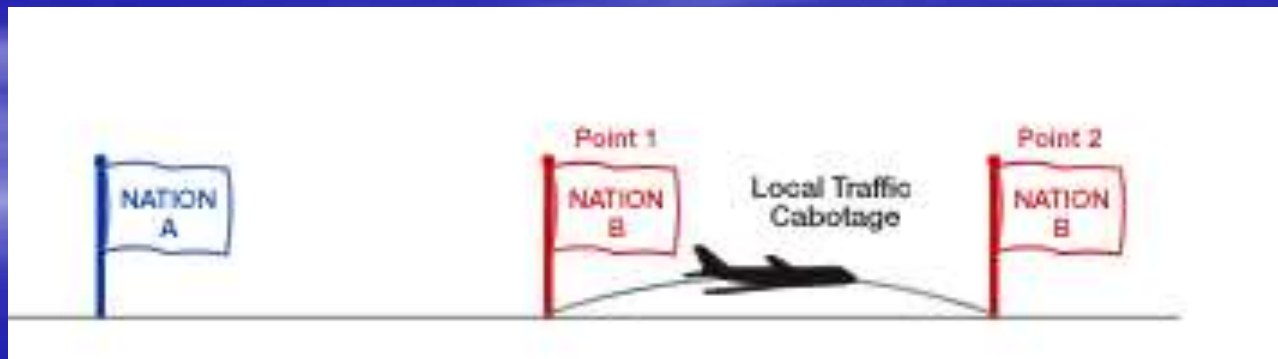 Point 1
Point 2
NATION
A
NATION
B
Local Traffic
Cabotage
NATION
B